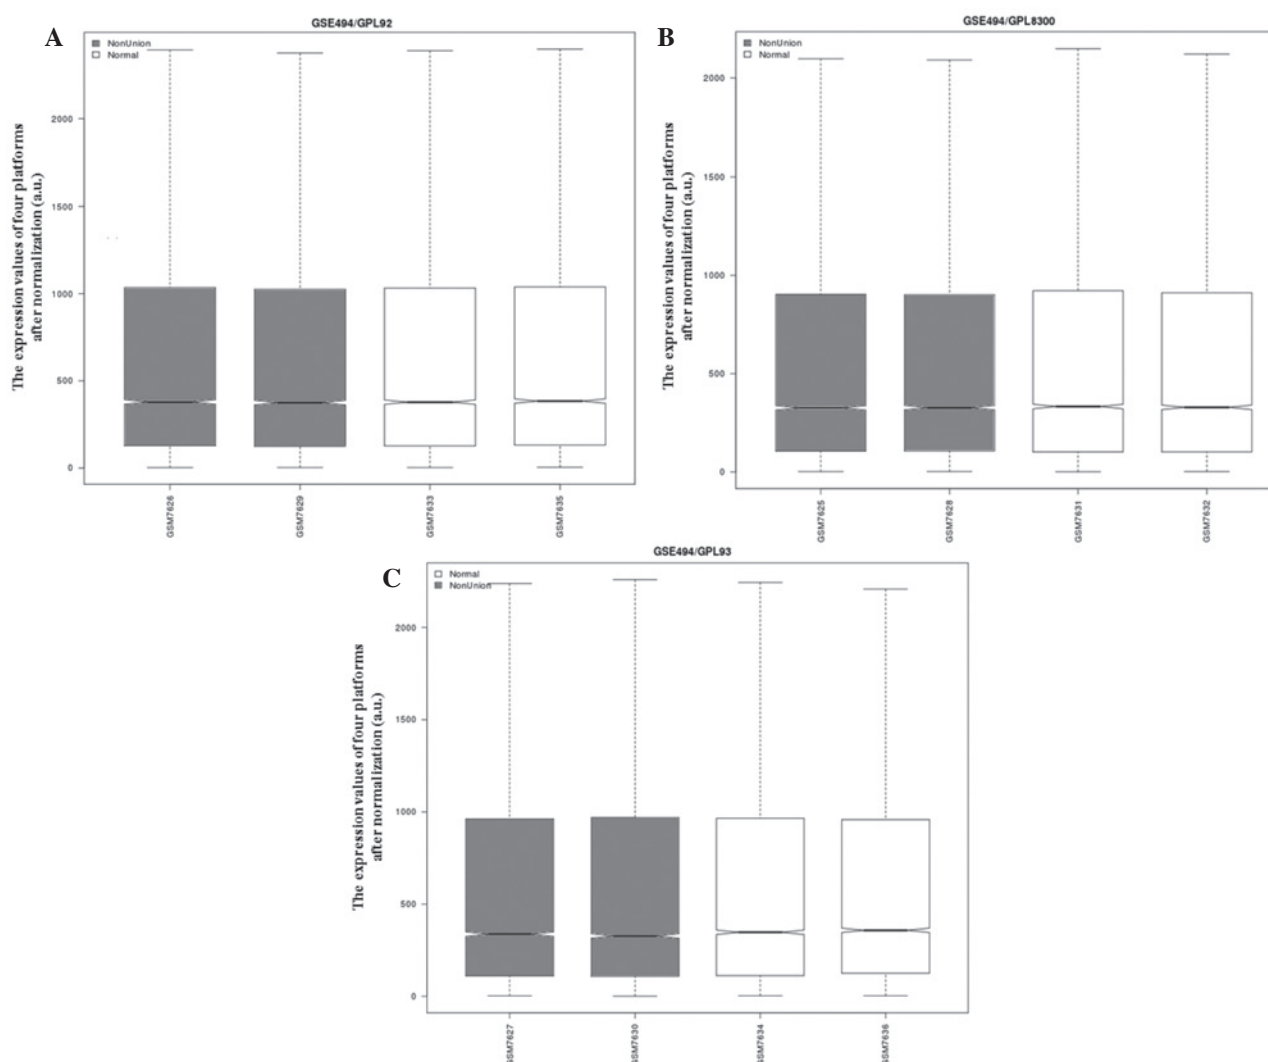 A
GSE494/GPL92
NonUnion
Normal
The expression values of four platforms
after normalization (a.u.)
2000
1500
1000
500
0
GSM7626
GSM7629
GSM7633
GSM7635
B
GSE494/GPL8300
NonUnion
Normal
The expression values of four platforms
after normalization (a.u.)
2000
1500
1000
500
0
GSM7625
GSM7628
GSM7631
GSM7632
C
GSE494/GPL93
Normal
NonUnion
The expression values of four platforms
after normalization (a.u.)
2000
1500
1000
500
0
GSM7627
GSM7630
GSM7634
GSM7636